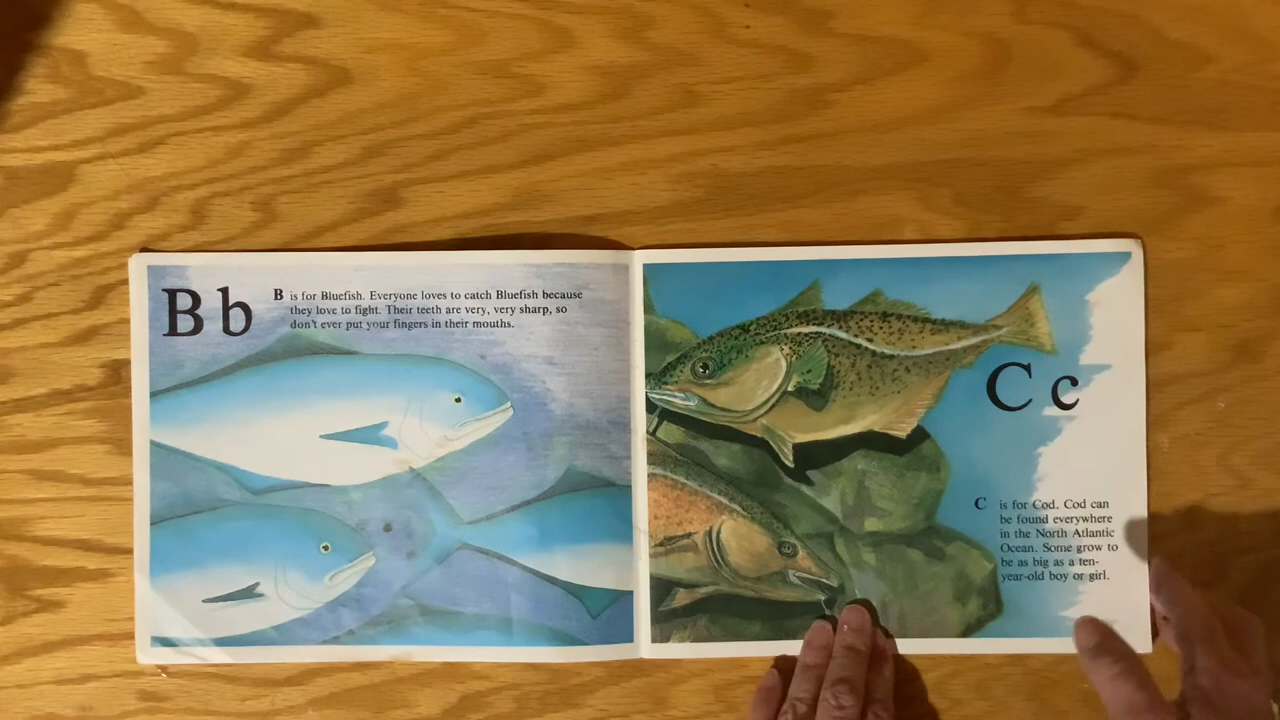 B b
B is for Bluefish. Everyone loves to catch Bluefish because
they love to fight. Their teeth are very, very sharp, so
don't ever put your fingers in their mouths.
C c
C is for Cod. Cod can
be found everywhere
in the North Atlantic
Ocean. Some grow to
be as big as a ten-
year-old boy or girl.